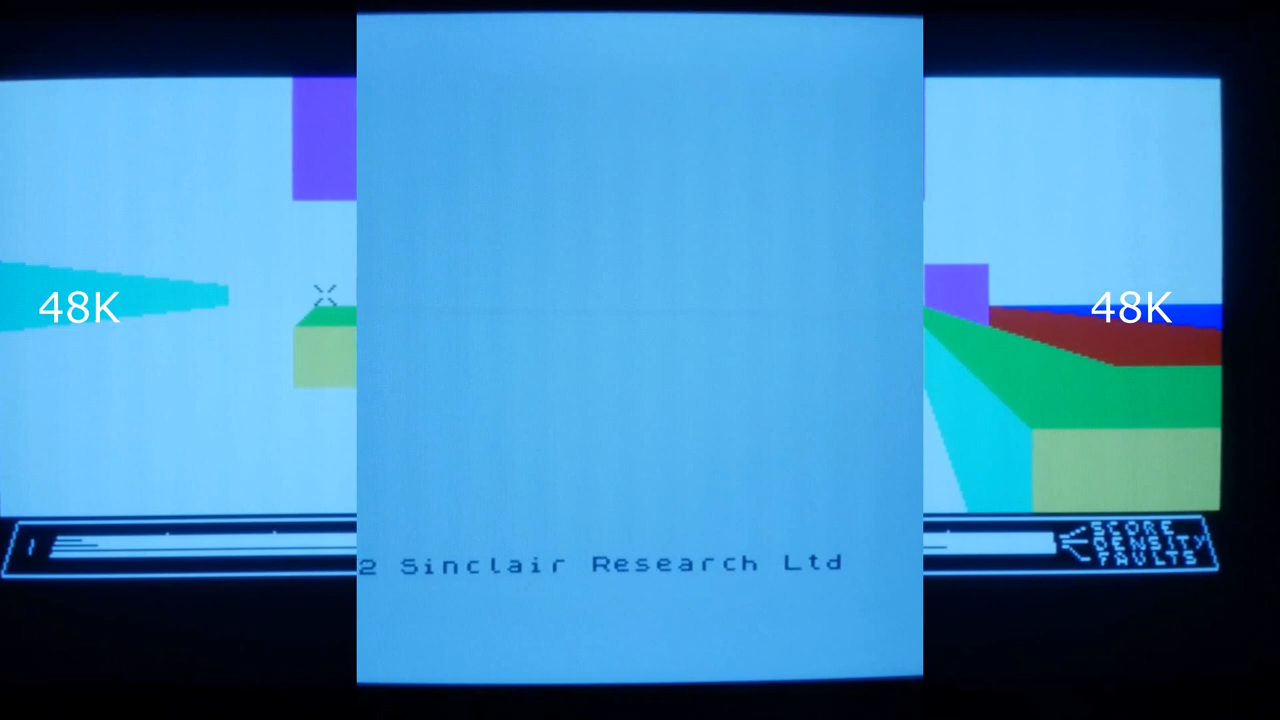 48K
48K
2 Sinclair Research Ltd
SCORE
DENSITY
FAULTS